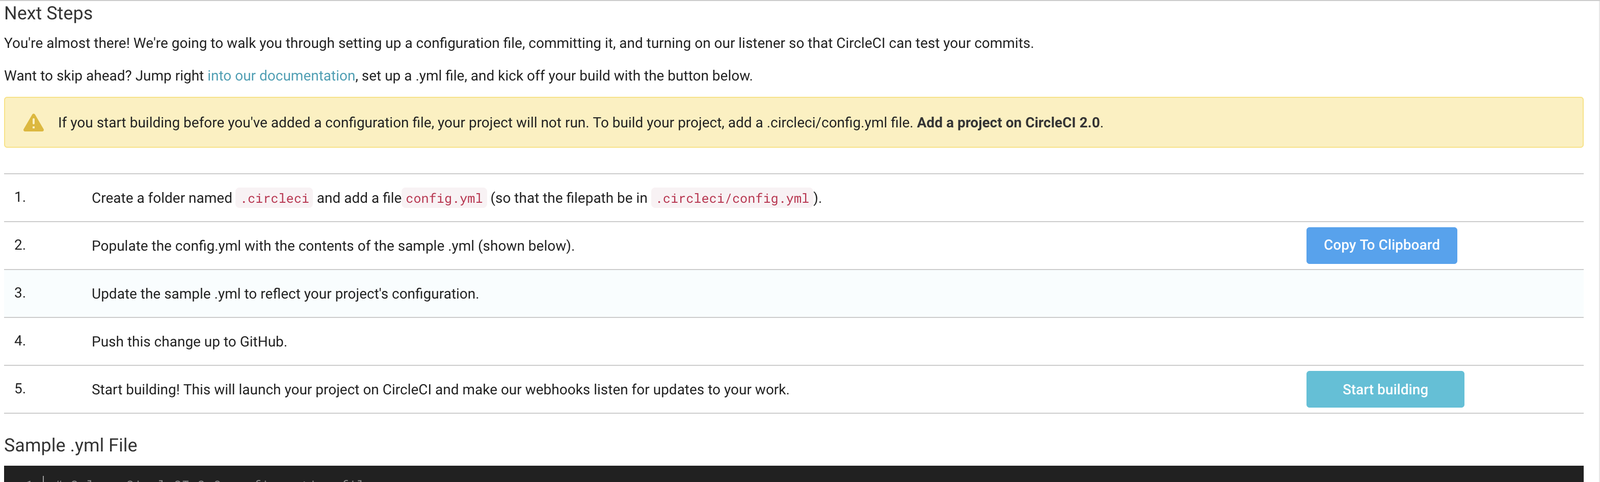 Next Steps
You're almost there! We're going to walk you through setting up a configuration file, committing it, and turning on our listener so that CircleCI can test your commits.
Want to skip ahead? Jump right into our documentation, set up a .yml file, and kick off your build with the button below.
If you start building before you've added a configuration file, your project will not run. To build your project, add a .circleci/config.yml file. Add a project on CircleCI 2.0.
1. Create a folder named .circleci and add a file config.yml (so that the filepath be in .circleci/config.yml ).
2. Populate the config.yml with the contents of the sample .yml (shown below). Copy To Clipboard
3. Update the sample .yml to reflect your project's configuration.
4. Push this change up to GitHub.
5. Start building! This will launch your project on CircleCI and make our webhooks listen for updates to your work. Start building
Sample .yml File